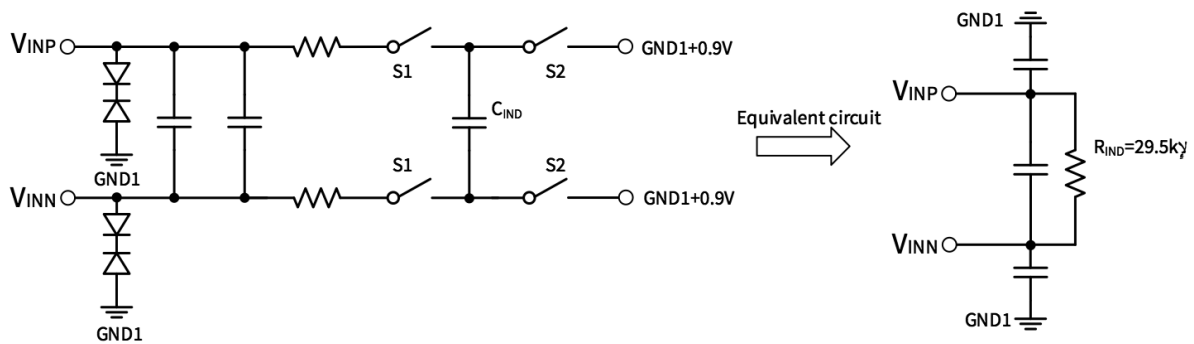 VINP
S1
S2
GND1+0.9V
GND1
CIND
VINN
S1
S2
GND1+0.9V
GND1
Equivalent circuit
GND1
VINP
RIND=29.5kγ
VINN
GND1